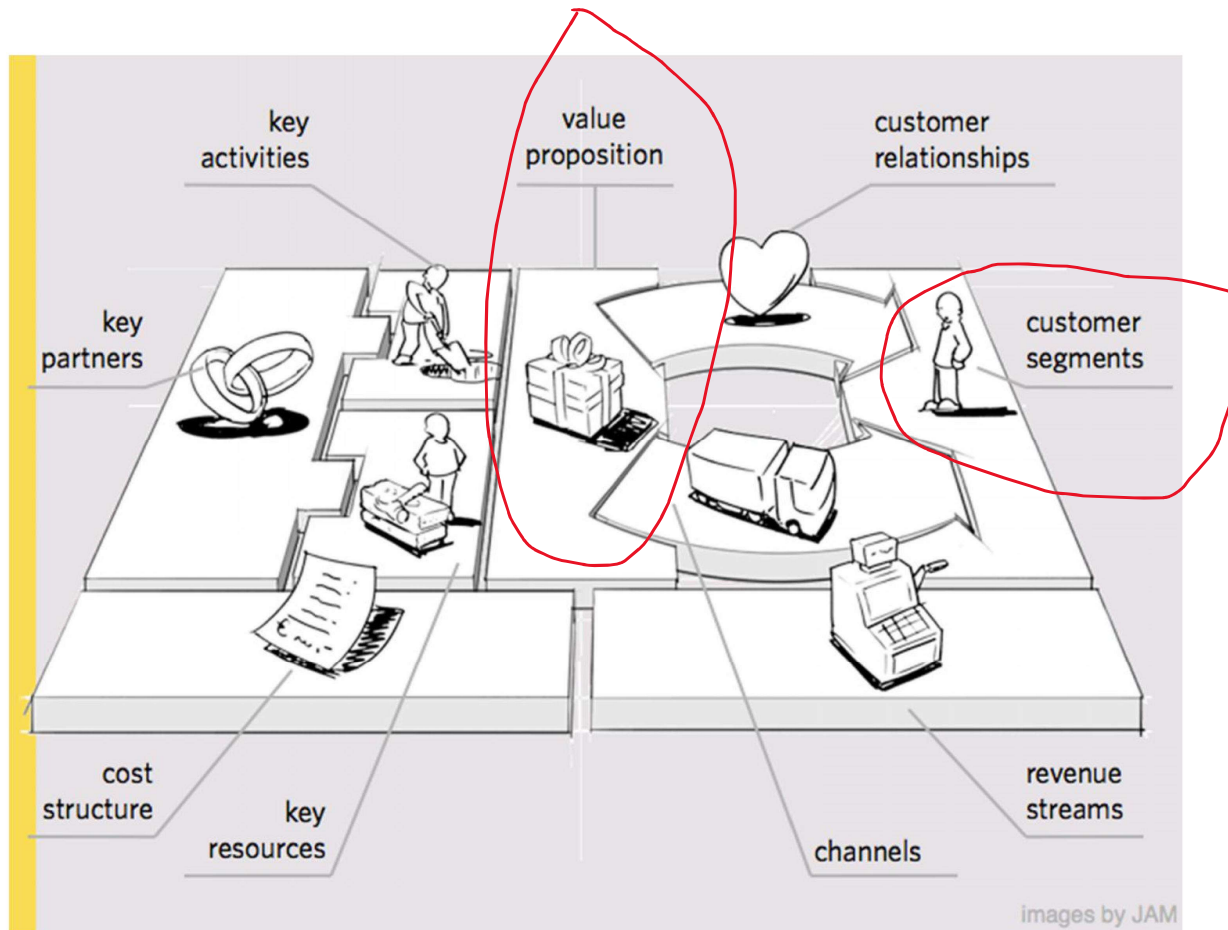 key
activities
value
proposition
customer
relationships
key
partners
customer
segments
cost
structure
key
resources
channels
revenue
streams
images by JAM